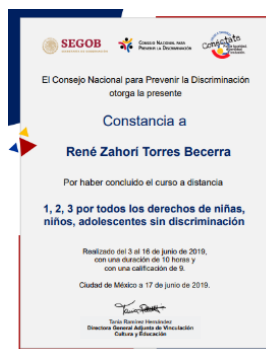 SEGOB
CONSEJO NACIONAL PARA
PREVENIR LA DISCRIMINACIÓN
Conéctate
El Consejo Nacional para Prevenir la Discriminación
otorga la presente
Constancia a
René Zahori Torres Becerra
Por haber concluido el curso a distancia
1, 2, 3 por todos los derechos de niñas,
niños, adolescentes sin discriminación
Realizado del 3 al 16 de junio de 2019,
con una duración de 10 horas y
con una calificación de 9.
Ciudad de México a 17 de junio de 2019.
Tania Ramírez Hernández
Directora General Adjunta de Vinculación
Cultura y Educación